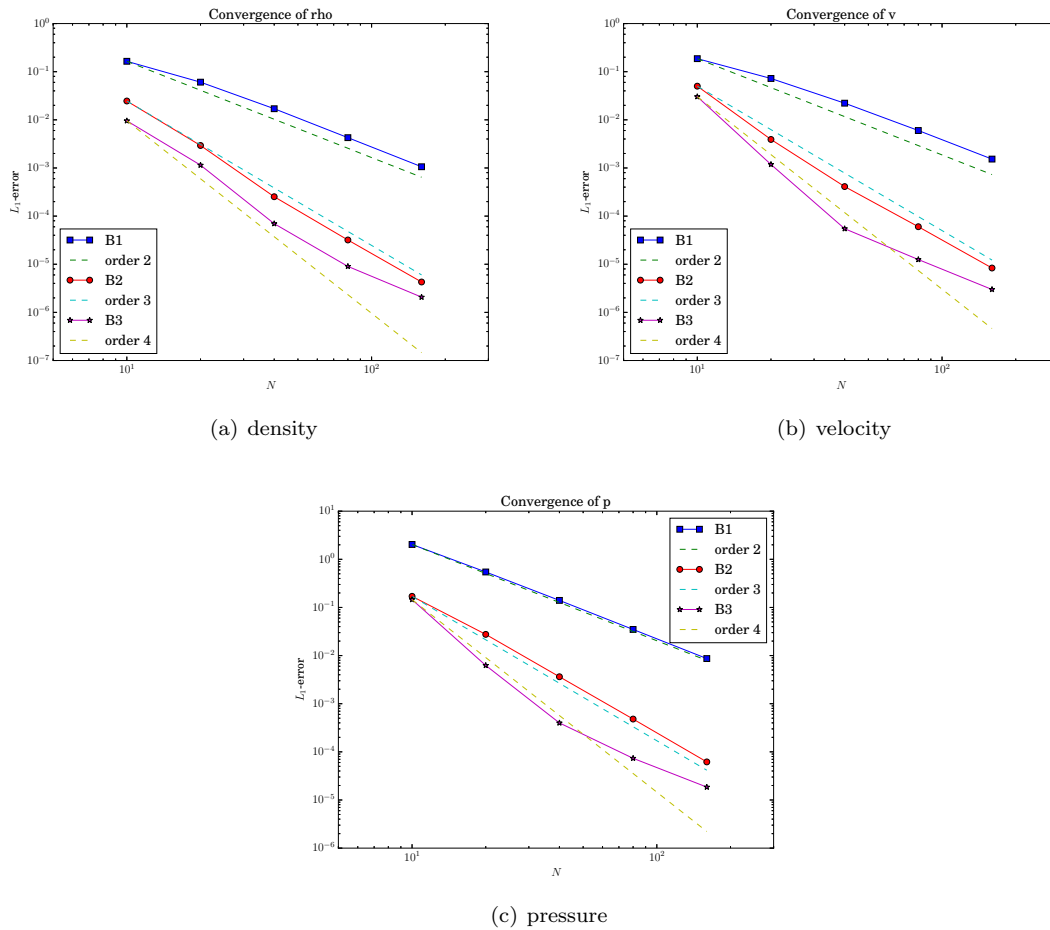 Convergence of rho
10^0
10^-1
10^-2
10^-3
10^-4
10^-5
10^-6
10^-7
L_1-error
B1
order 2
B2
order 3
B3
order 4
10^1
10^2
N
(a) density
Convergence of v
10^0
10^-1
10^-2
10^-3
10^-4
10^-5
10^-6
10^-7
L_1-error
B1
order 2
B2
order 3
B3
order 4
10^1
10^2
N
(b) velocity
Convergence of p
10^1
10^0
10^-1
10^-2
10^-3
10^-4
10^-5
10^-6
L_1-error
B1
order 2
B2
order 3
B3
order 4
10^1
10^2
N
(c) pressure